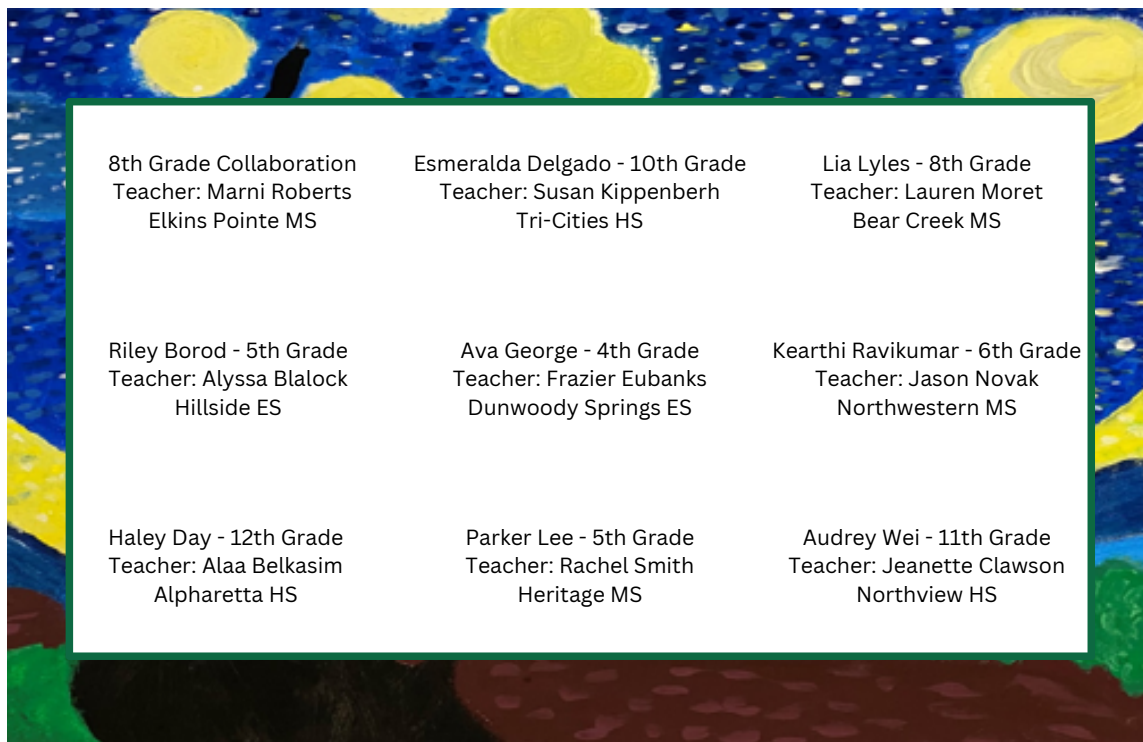 8th Grade Collaboration
Teacher: Marni Roberts
Elkins Pointe MS
Esmeralda Delgado - 10th Grade
Teacher: Susan Kippenberh
Tri-Cities HS
Lia Lyles - 8th Grade
Teacher: Lauren Moret
Bear Creek MS
Riley Borod - 5th Grade
Teacher: Alyssa Blalock
Hillside ES
Ava George - 4th Grade
Teacher: Frazier Eubanks
Dunwoody Springs ES
Kearthi Ravikumar - 6th Grade
Teacher: Jason Novak
Northwestern MS
Haley Day - 12th Grade
Teacher: Alaa Belkasim
Alpharetta HS
Parker Lee - 5th Grade
Teacher: Rachel Smith
Heritage MS
Audrey Wei - 11th Grade
Teacher: Jeanette Clawson
Northview HS